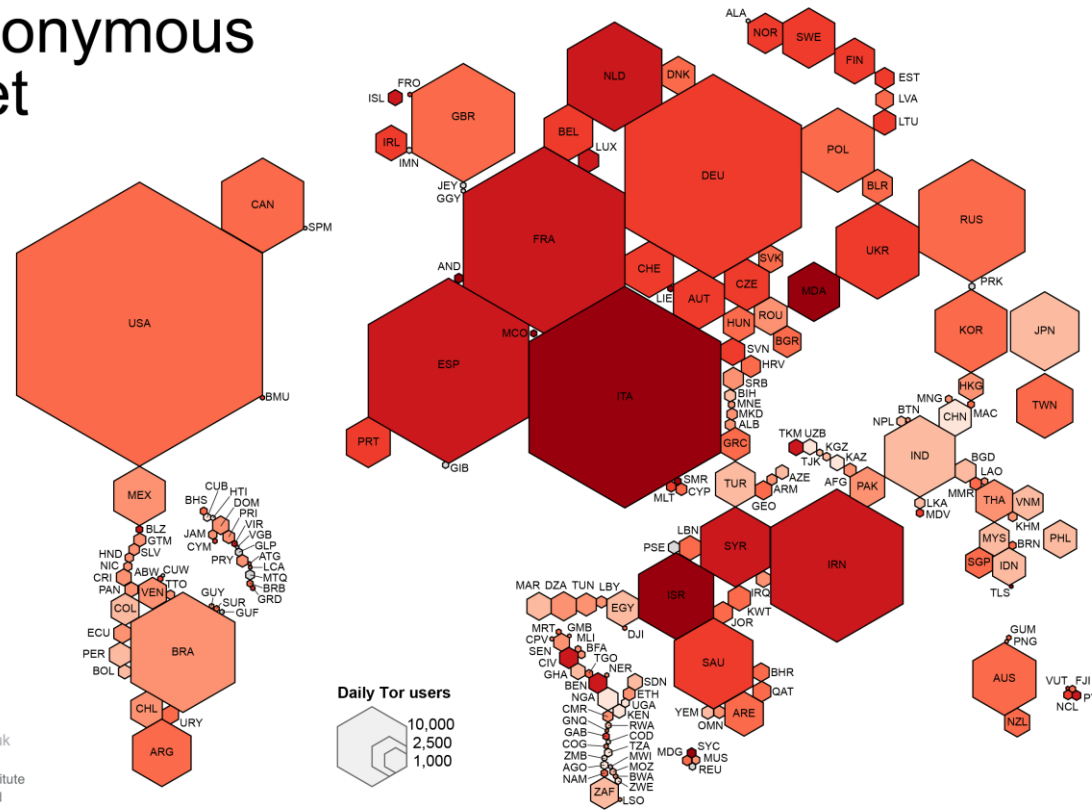 onymous
et
ALA
NOR
SWE
FIN
EST
LVA
LTU
FRO
ISL
GBR
IRL
IMN
JEY
GGY
NLD
DNK
BEL
LUX
DEU
POL
BLR
CAN
SPM
USA
BMU
RUS
UKR
PRK
FRA
AND
CHE
LIE
AUT
CZE
SVK
MDA
HUN
ROU
BGR
MCO
ESP
ITA
SVN
HRV
SRB
BIH
MNE
MKD
ALB
GRC
PRT
GIB
KOR
JPN
HKG
MNG
MAC
CHN
TWN
BTN
NPL
IND
TKM UZB
KGZ
TJK
KAZ
AFG
PAK
BGD
LAO
MMR
THA
VNM
KHM
LKA
MDV
MYS
BRN
PHL
SGP
IDN
TLS
TUR
SMR
MLT
CYP
AZE
ARM
GEO
MEX
BLZ
GTM
SLV
HND
NIC
CRI
PAN
ABW
CUW
VEN
TTO
COL
GUY
SUR
GUF
ECU
PER
BOL
BRA
CHL
URY
ARG
CUB
BHS
HTI
DOM
PRI
JAM
CYM
VIR
VGB
GLP
PRY
ATG
LCA
MTQ
BRB
GRD
LBN
PSE
SYR
IRN
ISR
IRQ
KWT
JOR
SAU
BHR
QAT
YEM
OMN
ARE
MAR
DZA
TUN
LBY
EGY
DJI
MRT
GMB
CPV
MLI
SEN
BFA
CIV
TGO
GHA
NER
BEN
SDN
NGA
ETH
UGA
CMR
KEN
GNQ
RWA
GAB
COD
COG
TZA
ZMB
MWI
AGO
MOZ
NAM
BWA
ZWE
ZAF
LSO
MDG
SYC
MUS
REU
GUM
PNG
AUS
NZL
VUT
FJI
NCL
Daily Tor users
10,000
2,500
1,000
uk
itute